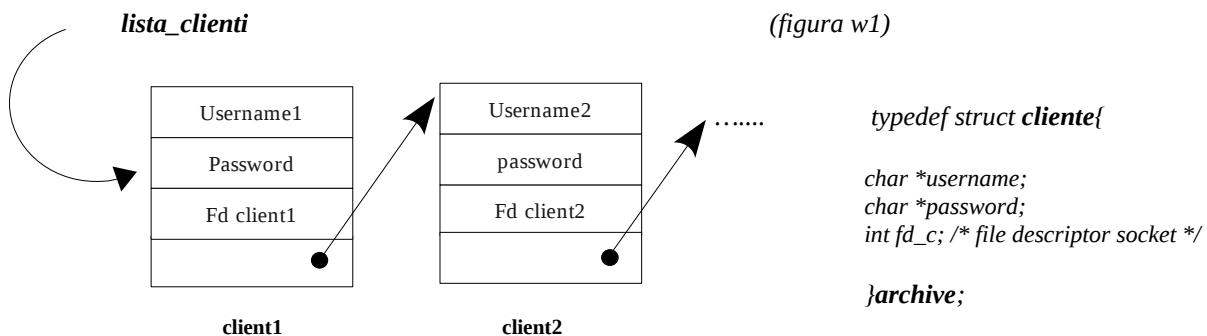 lista_clienti
(figura w1)
Username1
Password
Fd client1
client1
Username2
password
Fd client2
client2
…....
typedef struct cliente{
char *username;
char *password;
int fd_c; /* file descriptor socket */
}archive;